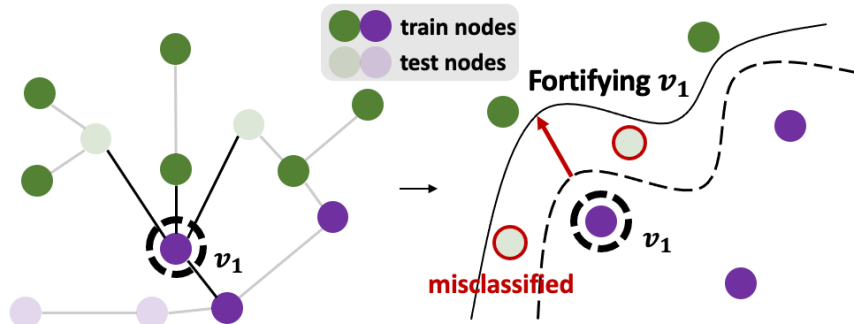 train nodes
test nodes
Fortifying v₁
v₁
v₁
misclassified